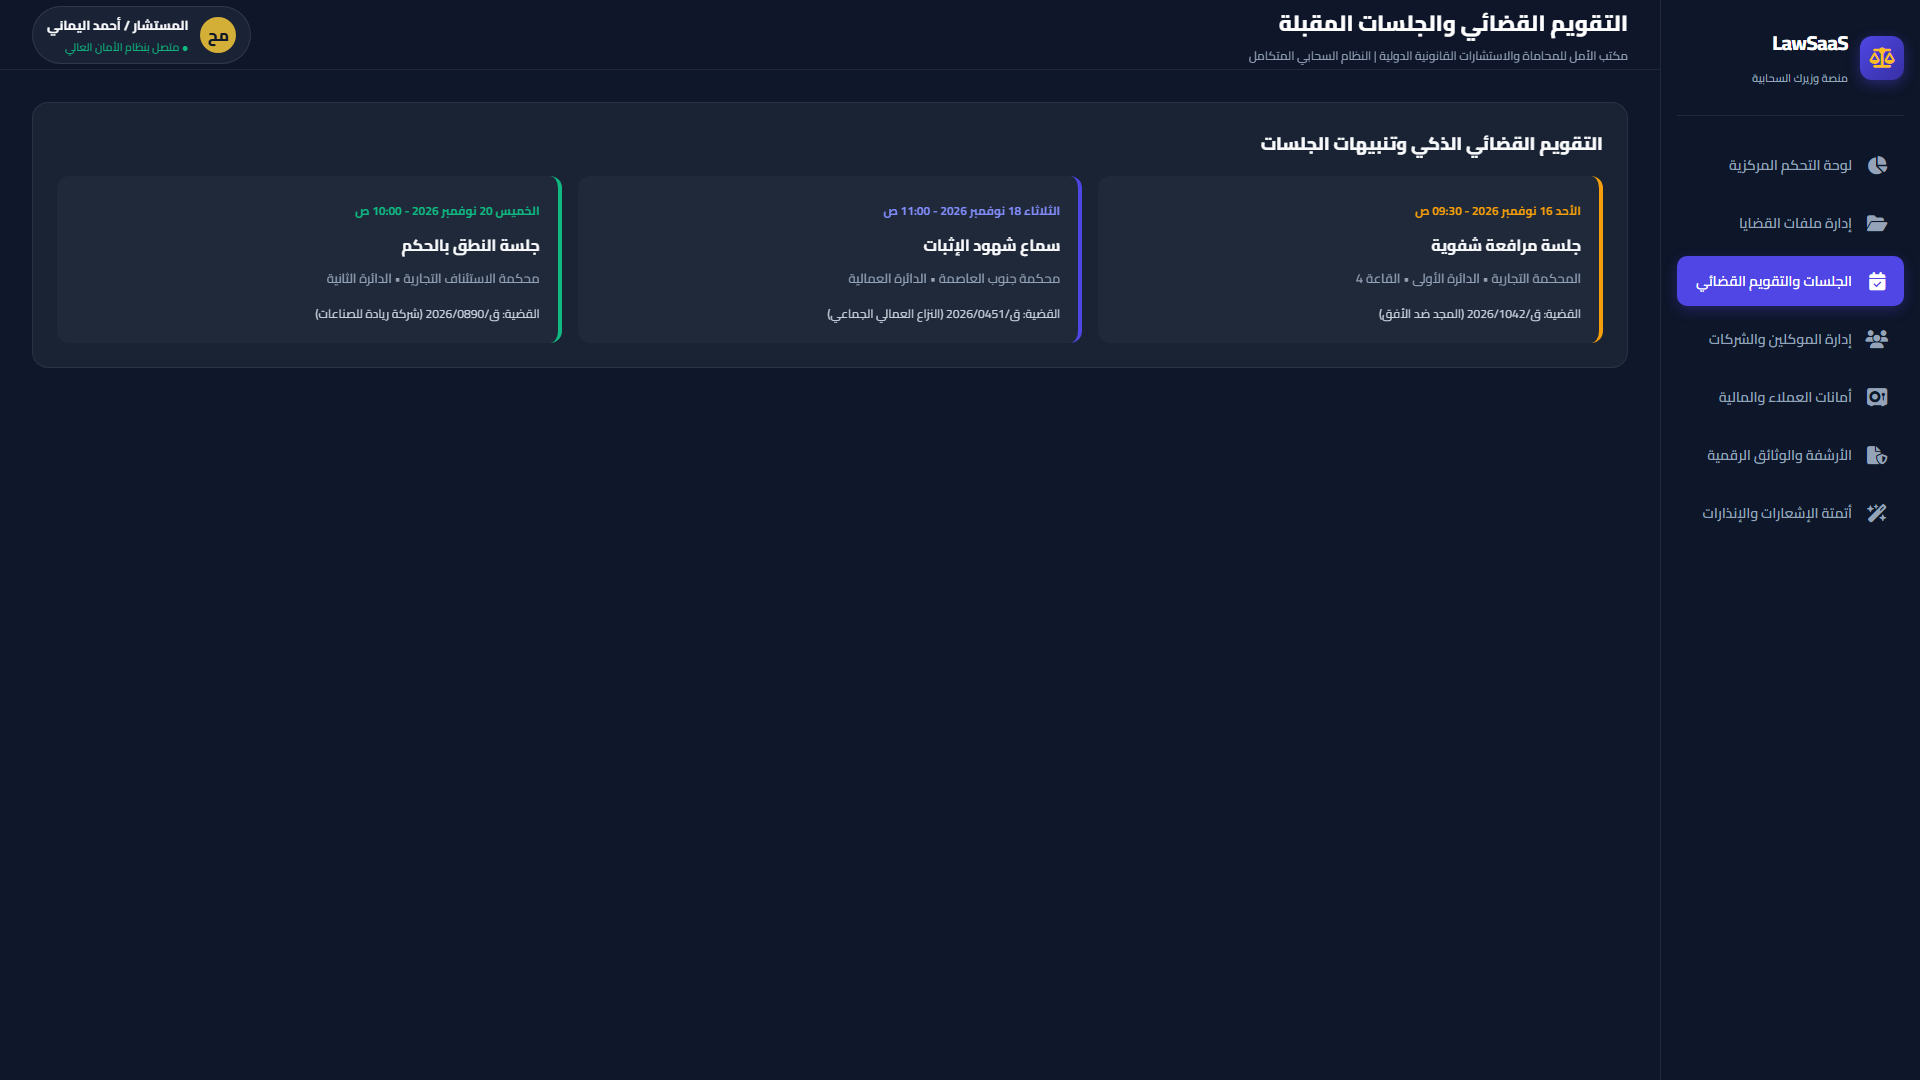 LawSaaS
منصة وزيرك السحابية
لوحة التحكم المركزية
إدارة ملفات القضايا
الجلسات والتقويم القضائي
إدارة الموكلين والشركات
أمانات العملاء والمالية
الأرشفة والوثائق الرقمية
أتمتة الإشعارات والإنذارات
التقويم القضائي والجلسات المقبلة
مكتب الأمل للمحاماة والاستشارات القانونية الدولية | النظام السحابي المتكامل
مح
المستشار / أحمد اليماني
● متصل بنظام الأمان العالي
التقويم القضائي الذكي وتنبيهات الجلسات
الأحد 16 نوفمبر 2026 - 09:30 ص
جلسة مرافعة شفوية
المحكمة التجارية • الدائرة الأولى • القاعة 4
القضية: ق/2026/1042 (المجد ضد الأفق)
الثلاثاء 18 نوفمبر 2026 - 11:00 ص
سماع شهود الإثبات
محكمة جنوب العاصمة • الدائرة العمالية
القضية: ق/2026/0451 (النزاع العمالي الجماعي)
الخميس 20 نوفمبر 2026 - 10:00 ص
جلسة النطق بالحكم
محكمة الاستئناف التجارية • الدائرة الثانية
القضية: ق/2026/0890 (شركة ريادة للصناعات)